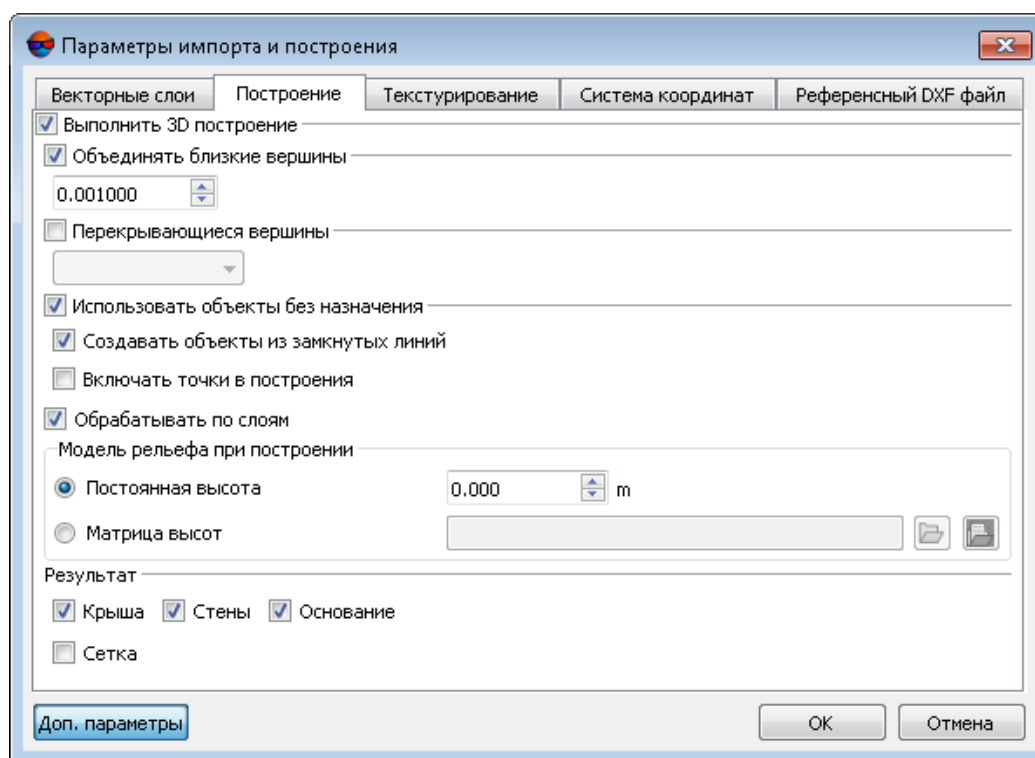 Параметры импорта и построения
Векторные слои Построение Текстурирование Система координат Референсный DXF файл
Выполнить 3D построение
Объединять близкие вершины
0.001000
Перекрывающиеся вершины
Использовать объекты без назначения
Создавать объекты из замкнутых линий
Включать точки в построения
Обрабатывать по слоям
Модель рельефа при построении
Постоянная высота 0.000 m
Матрица высот
Результат
Крыша Стены Основание
Сетка
Доп. параметры OK Отмена